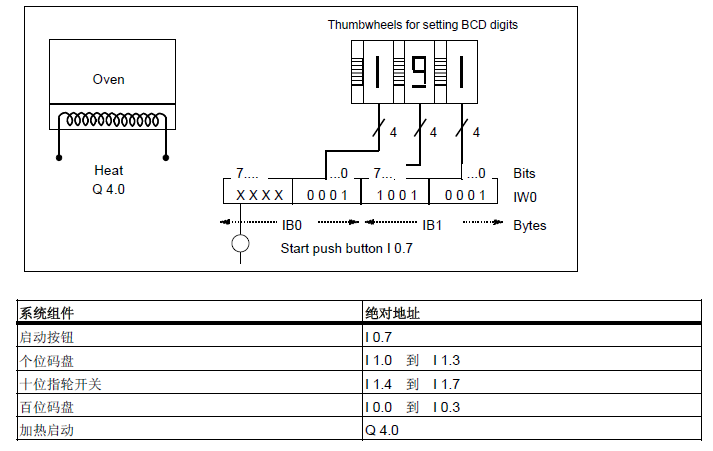 Thumbwheels for setting BCD digits
Oven
1 9 1
4 4 4
Heat
Q 4.0
7.... ...0 7... ...0 Bits
X X X X 0 0 0 1 1 0 0 1 0 0 0 1 IW0
IB0 IB1 Bytes
Start push button I 0.7
系统组件 绝对地址
启动按钮 I 0.7
个位码盘 I 1.0 到 I 1.3
十位指轮开关 I 1.4 到 I 1.7
百位码盘 I 0.0 到 I 0.3
加热启动 Q 4.0